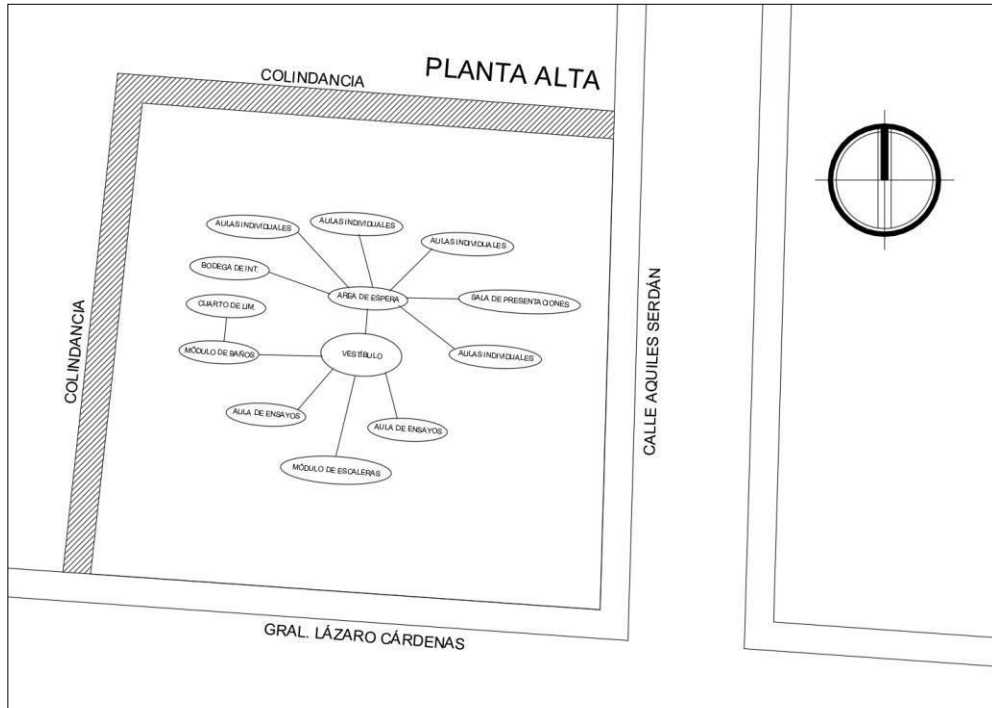 PLANTA ALTA
COLINDANCIA
AULAS INDIVIDUALES
AULAS INDIVIDUALES
AULAS INDIVIDUALES
BODEGA DE INT.
AREA DE ESPERA
SALA DE PRESENTACIONES
CUARTO DE LIM.
MÓDULO DE BAÑOS
VESTÍBULO
AULAS INDIVIDUALES
AULA DE ENSAYOS
AULA DE ENSAYOS
MÓDULO DE ESCALERAS
COLINDANCIA
CALLE AQUILES SERDÁN
GRAL. LÁZARO CÁRDENAS